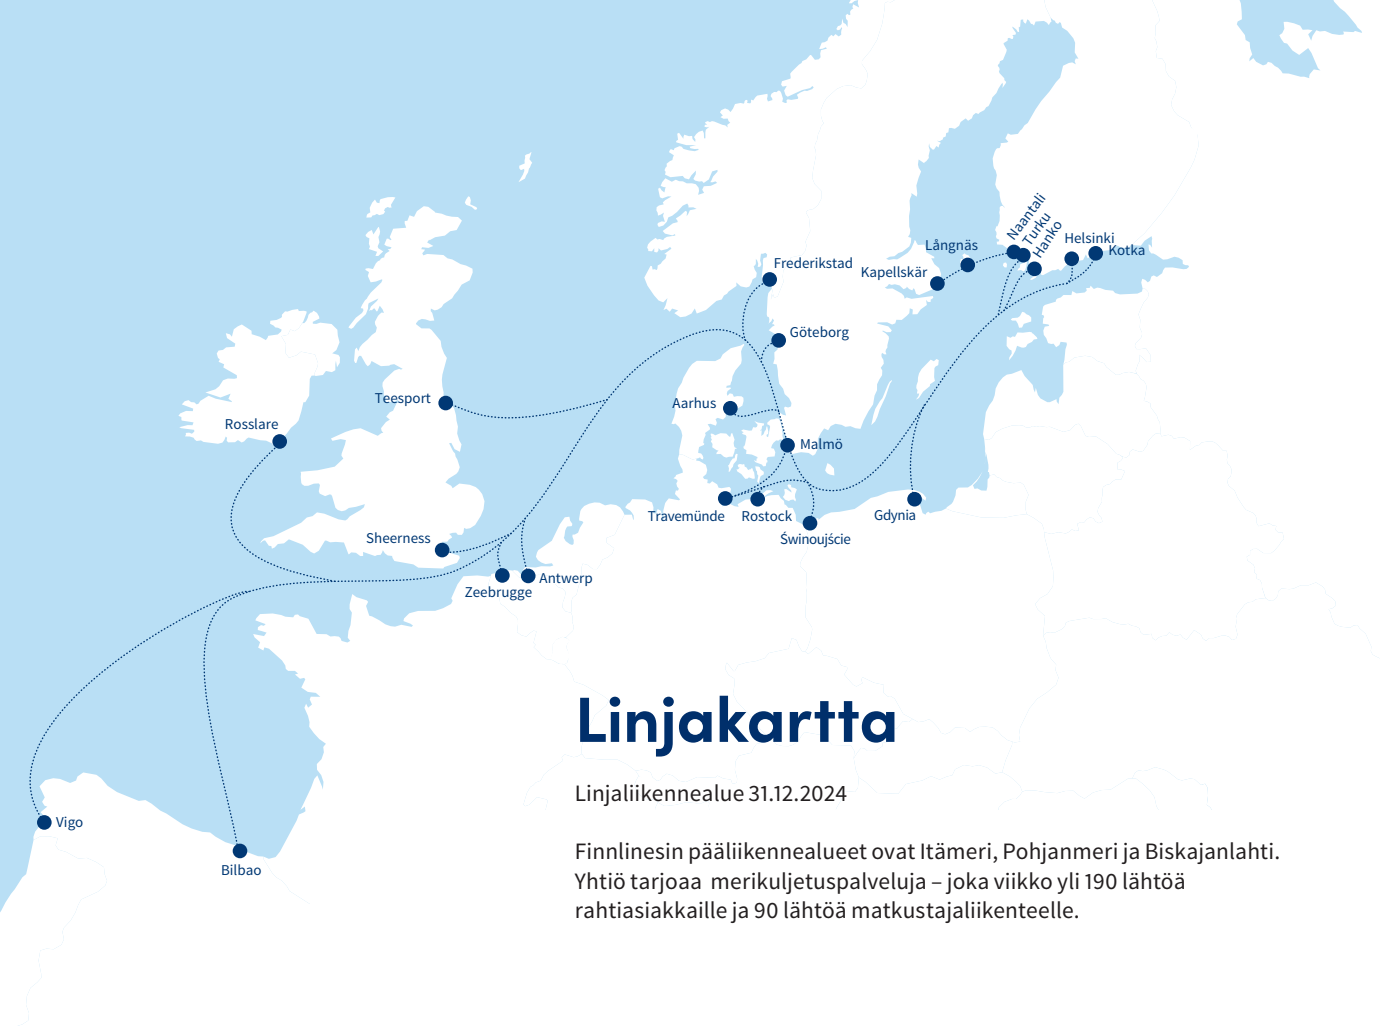 Naantali
Turku
Hanko
Helsinki
Kotka
Långnäs
Kapellskär
Frederikstad
Göteborg
Teesport
Aarhus
Rosslare
Malmö
Travemünde
Rostock
Gdynia
Świnoujście
Sheerness
Antwerp
Zeebrugge
Vigo
Bilbao
Linjakartta
Linjaliikennealue 31.12.2024
Finnlinesin pääliikennealueet ovat Itämeri, Pohjanmeri ja Biskajanlahti.
Yhtiö tarjoaa  merikuljetuspalveluja – joka viikko yli 190 lähtöä
rahtiasiakkaille ja 90 lähtöä matkustajaliikenteelle.